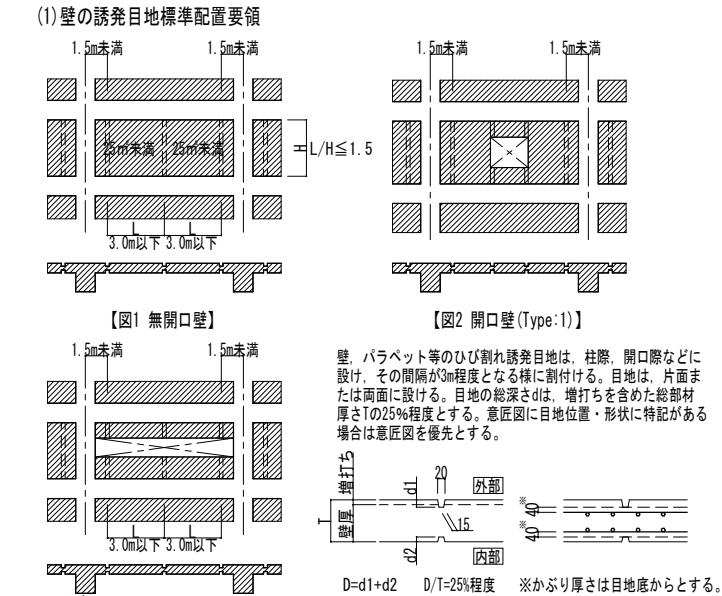 (1)壁の誘発目地標準配置要領
1.5m未満
1.5m未満
1.5m未満
1.5m未満
25㎡未満
25㎡未満
H
L/H≦1.5
L
L
3.0m以下
3.0m以下
【図1 無開口壁】
【図2 開口壁(Type:1)】
1.5m未満
1.5m未満
L
L
3.0m以下
3.0m以下
壁, パラペット等のひび割れ誘発目地は, 柱際, 開口際などに
設け, その間隔が3m程度となる様に割付ける。目地は, 片面ま
たは両面に設ける。目地の総深さdは, 増打ちを含めた総部材
厚さTの25%程度とする。意匠図に目地位置・形状に特記がある
場合は意匠図を優先とする。
増打ち
壁厚
T
d1
20
外部
15
d2
内部
※
40
※
40
D=d1+d2
D/T=25%程度
※かぶり厚さは目地底からとする。